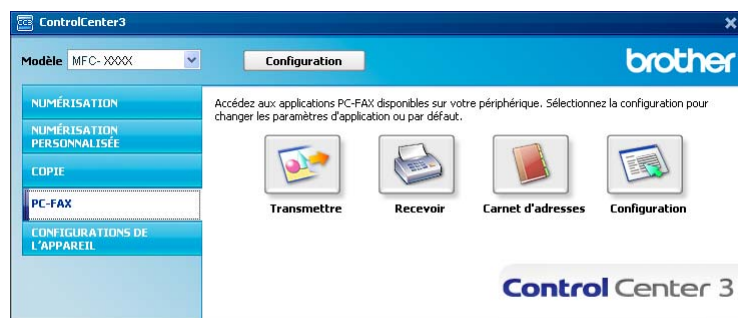 ControlCenter3
Modèle MFC-XXXX Configuration brother
NUMÉRISATION
NUMÉRISATION
PERSONNALISÉE
COPIE
PC-FAX
CONFIGURATIONS DE
L'APPAREIL
Accédez aux applications PC-FAX disponibles sur votre périphérique. Sélectionnez la configuration pour
changer les paramètres d'application ou par défaut.
Transmettre Recevoir Carnet d'adresses Configuration
Control Center 3